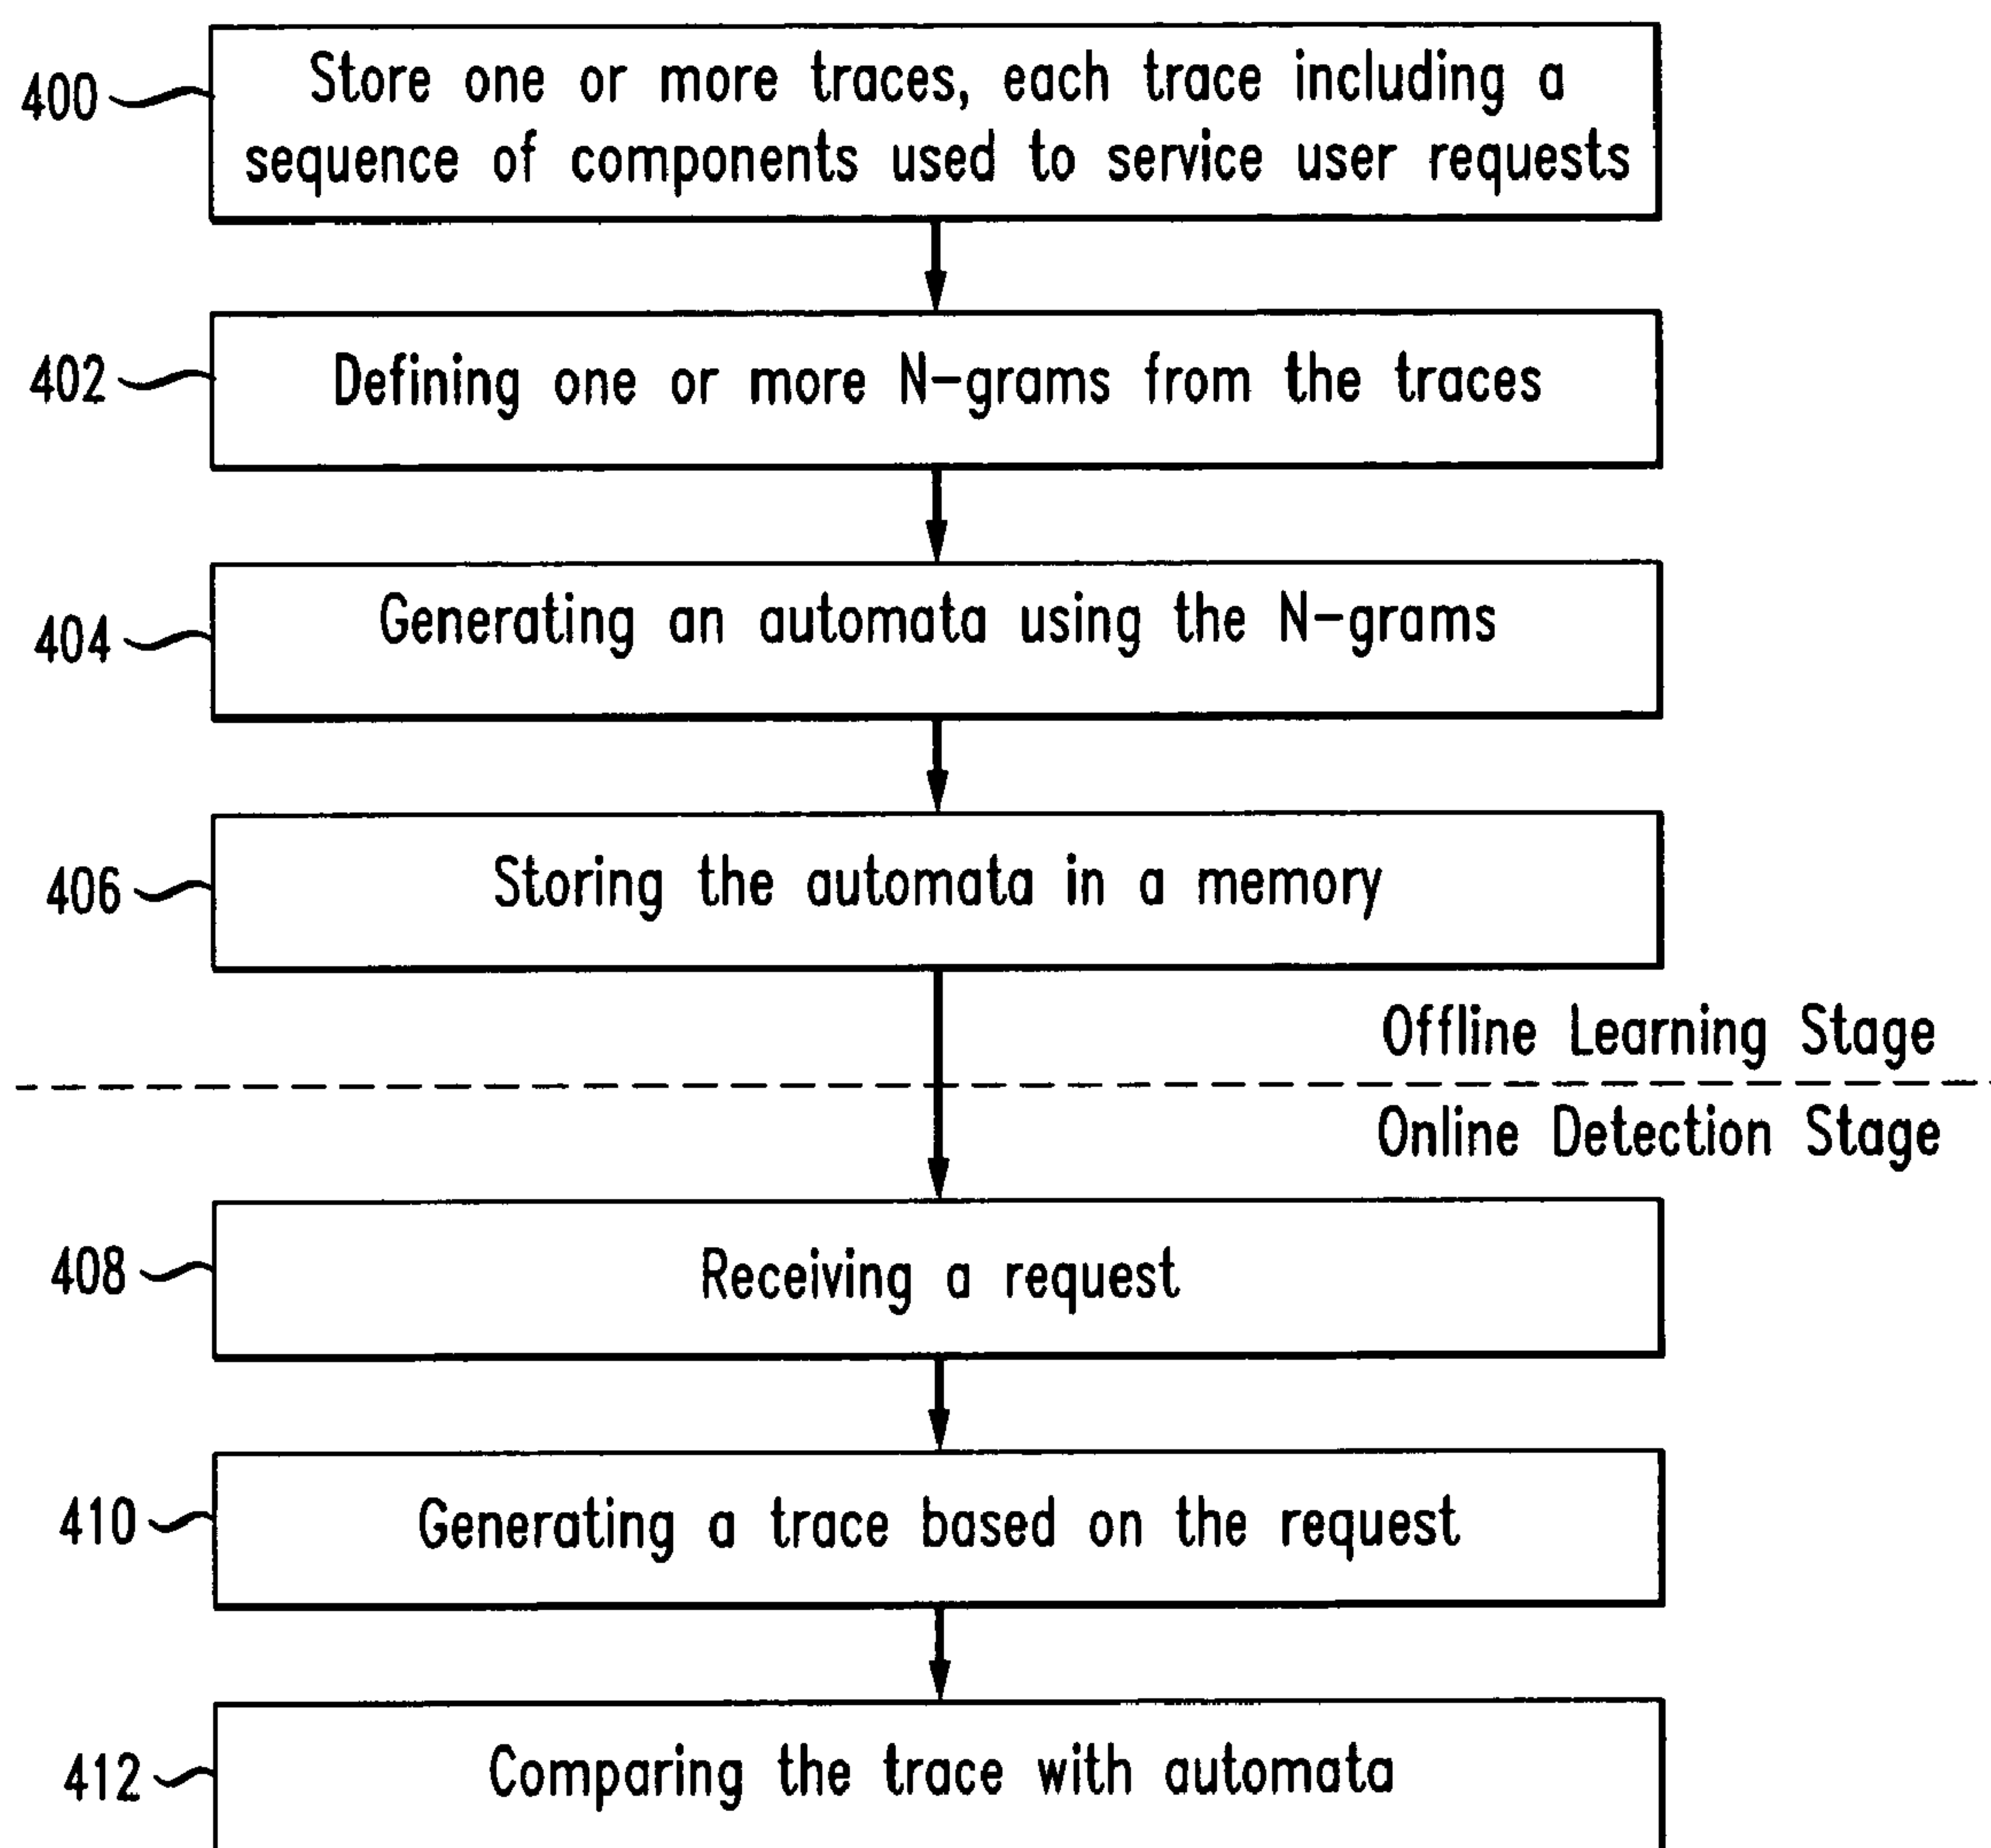 400
Store one or more traces, each trace including a
sequence of components used to service user requests
402
Defining one or more N-grams from the traces
404
Generating an automata using the N-grams
406
Storing the automata in a memory
Offline Learning Stage
Online Detection Stage
408
Receiving a request
410
Generating a trace based on the request
412
Comparing the trace with automata